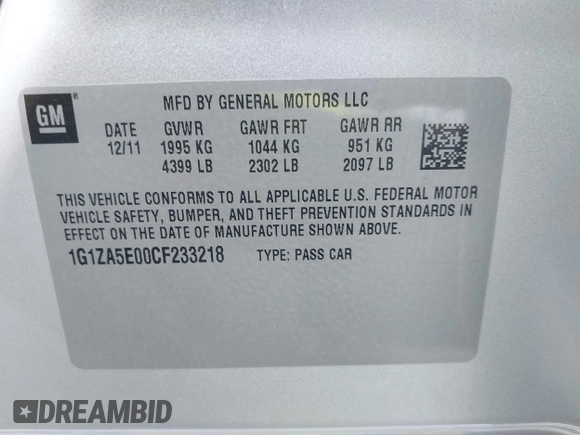 GM ®
MFD BY GENERAL MOTORS LLC
DATE GVWR GAWR FRT GAWR RR
12/11 1995 KG 1044 KG 951 KG
4399 LB 2302 LB 2097 LB
THIS VEHICLE CONFORMS TO ALL APPLICABLE U.S. FEDERAL MOTOR
VEHICLE SAFETY, BUMPER, AND THEFT PREVENTION STANDARDS IN
EFFECT ON THE DATE OF MANUFACTURE SHOWN ABOVE.
1G1ZA5E00CF233218 TYPE: PASS CAR
DREAMBID